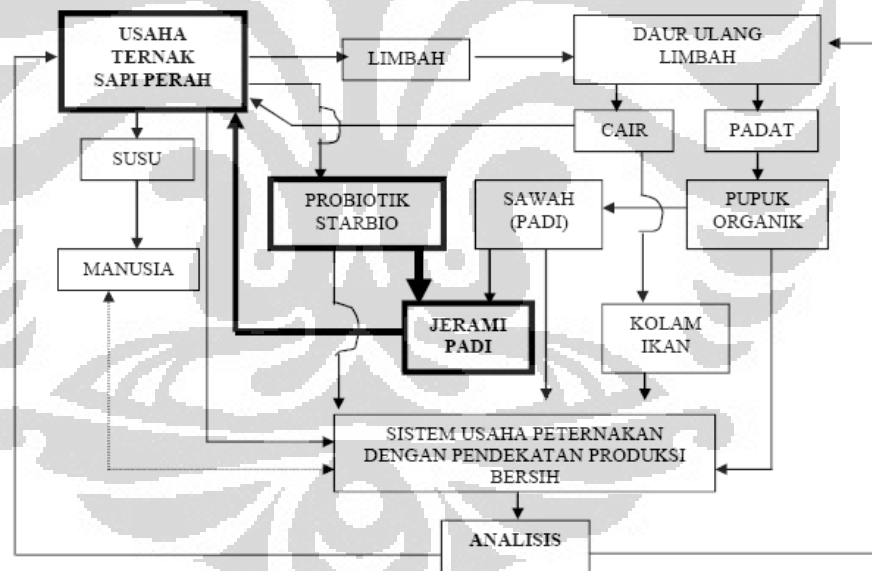 USAHA
TERNAK
SAPI PERAH
LIMBAH
DAUR ULANG
LIMBAH
CAIR
PADAT
SUSU
PROBIOTIK
STARBIO
SAWAH
(PADI)
PUPUK
ORGANIK
MANUSIA
JERAMI
PADI
KOLAM
IKAN
SISTEM USAHA PETERNAKAN
DENGAN PENDEKATAN PRODUKSI
BERSIH
ANALISIS